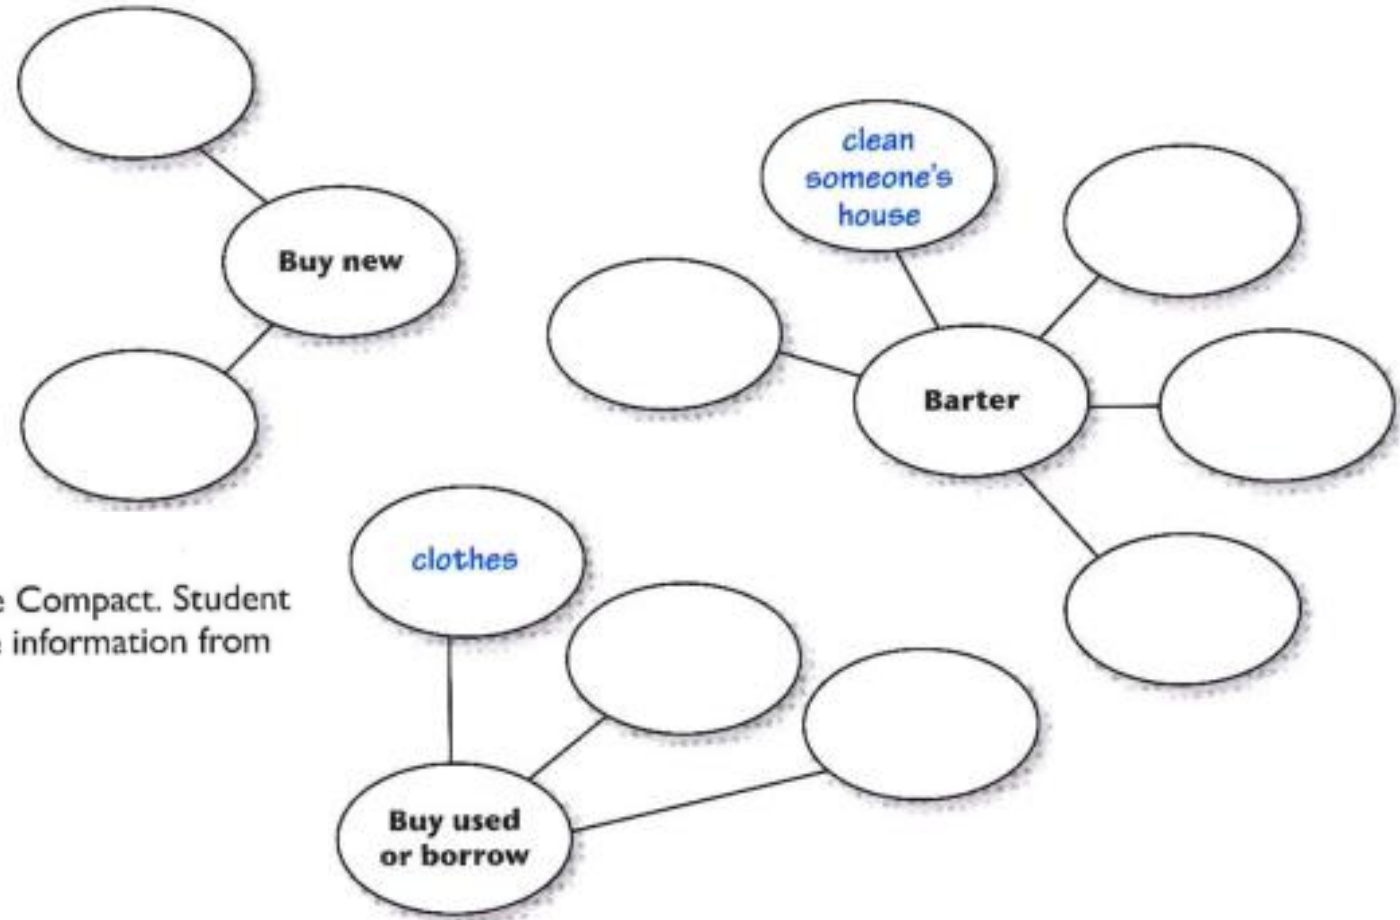 Buy new
clean
someone's
house
Barter
clothes
e Compact. Student
e information from
Buy used
or borrow